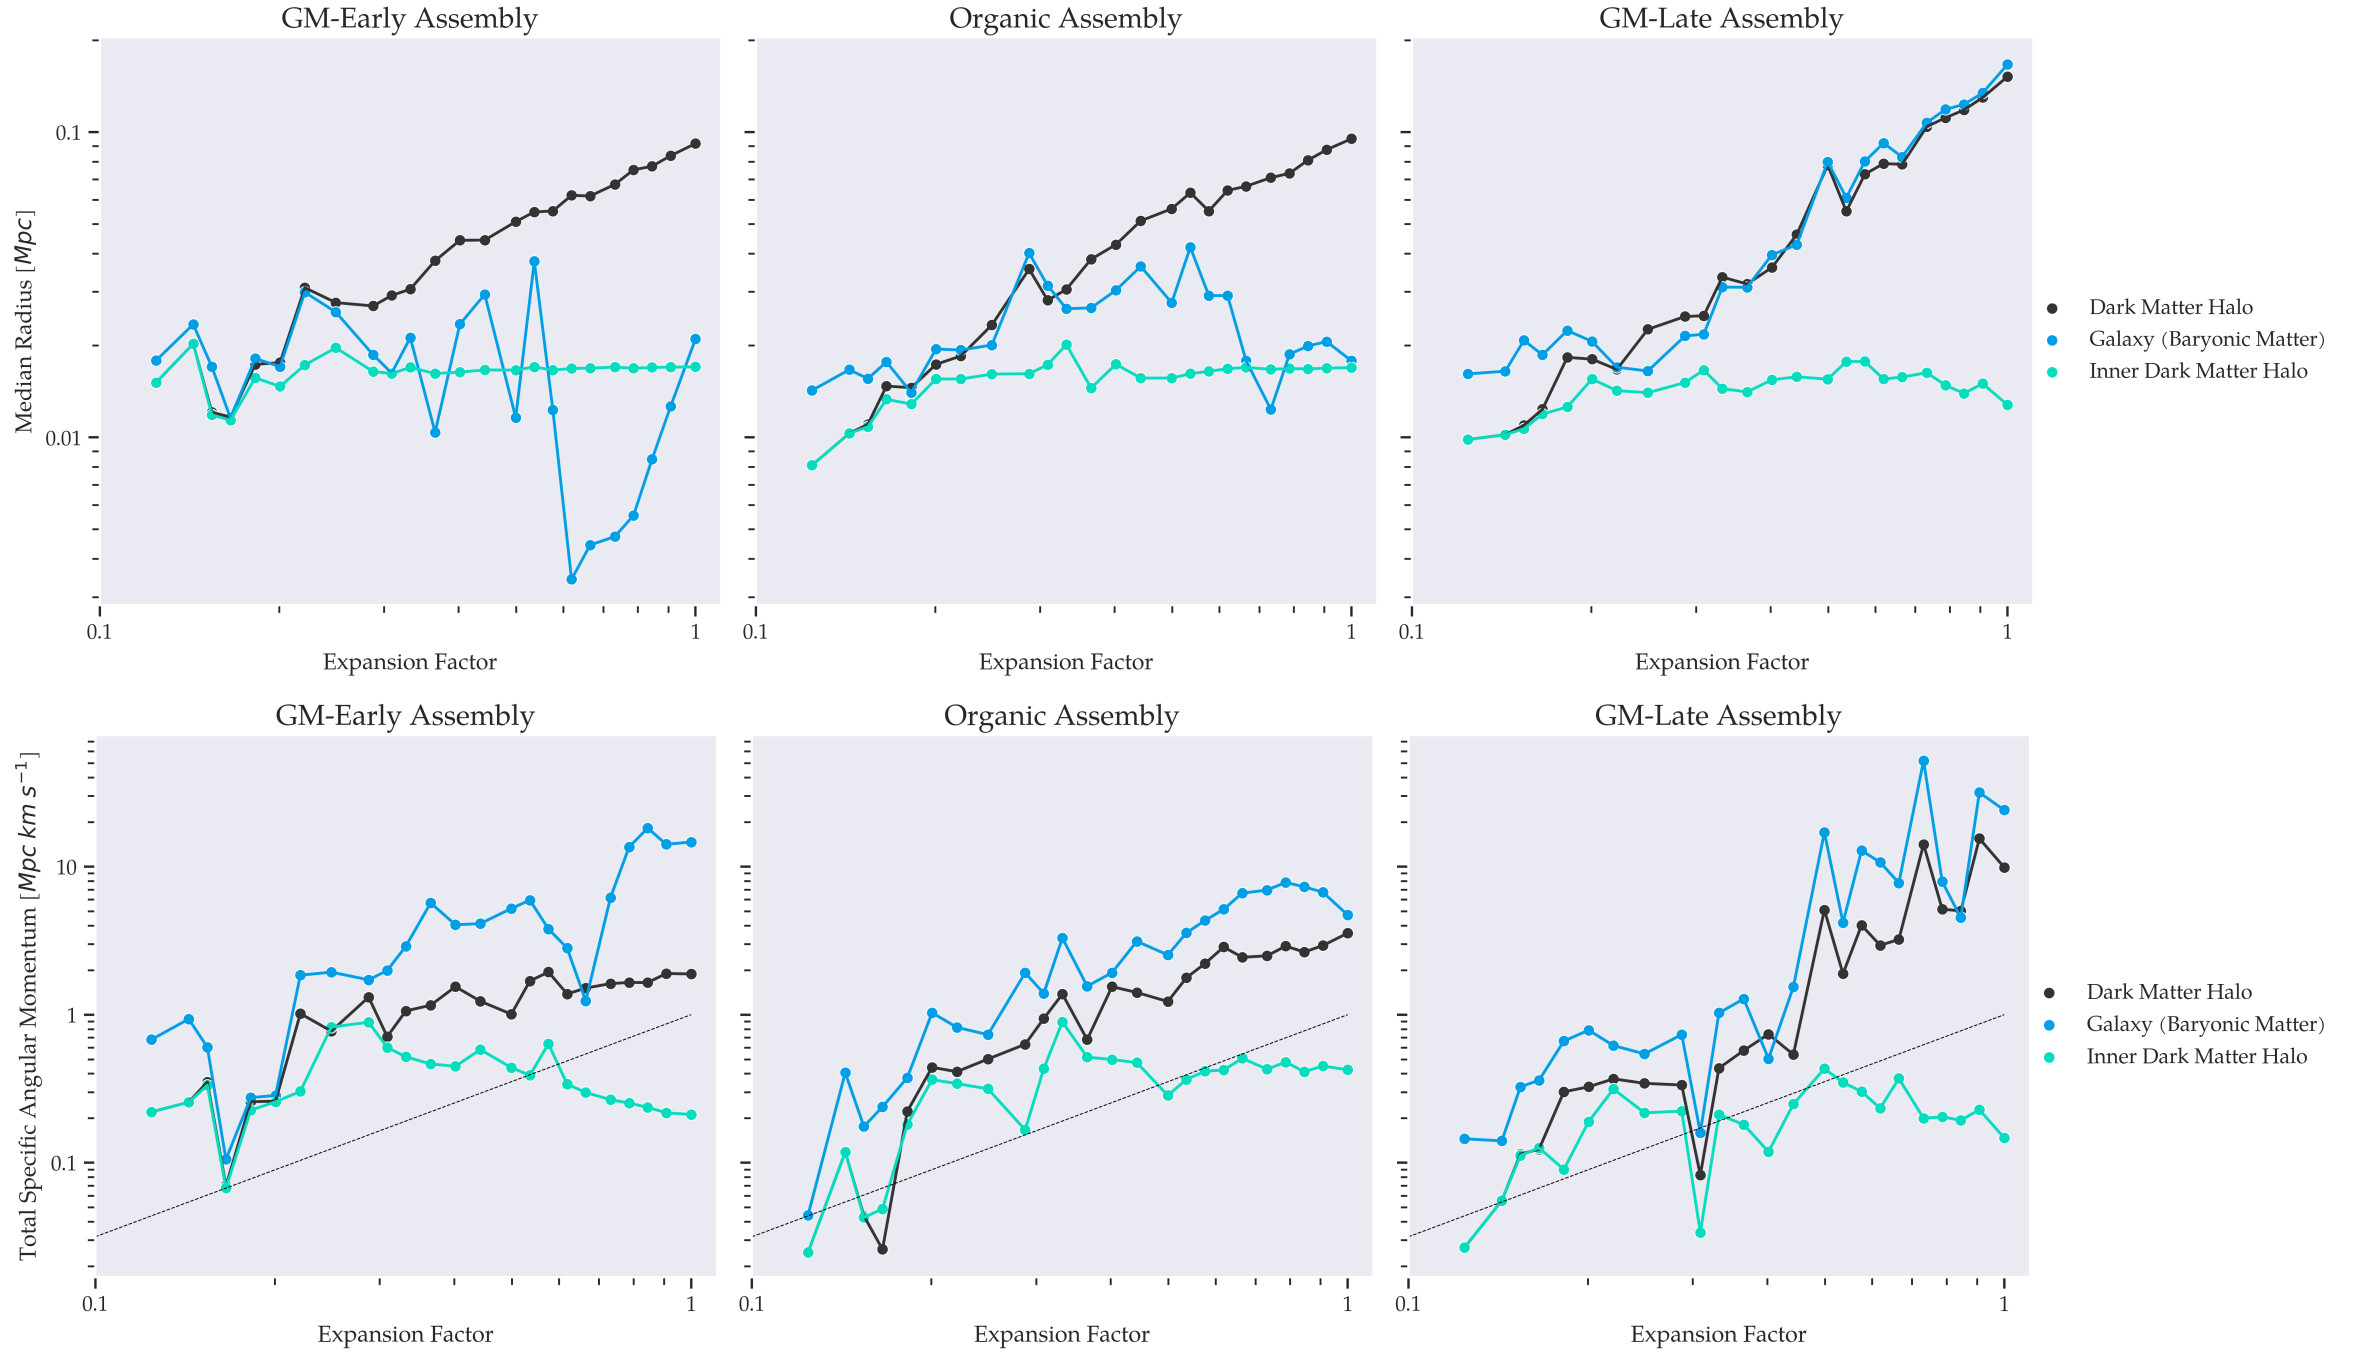 GM-Early Assembly
Organic Assembly
GM-Late Assembly
Median Radius [Mpc]
0.1
0.01
0.1
1
0.1
1
0.1
1
Expansion Factor
Expansion Factor
Expansion Factor
Dark Matter Halo
Galaxy (Baryonic Matter)
Inner Dark Matter Halo
GM-Early Assembly
Organic Assembly
GM-Late Assembly
Total Specific Angular Momentum [Mpc km s⁻¹]
10
1
0.1
0.1
1
0.1
1
0.1
1
Expansion Factor
Expansion Factor
Expansion Factor
Dark Matter Halo
Galaxy (Baryonic Matter)
Inner Dark Matter Halo